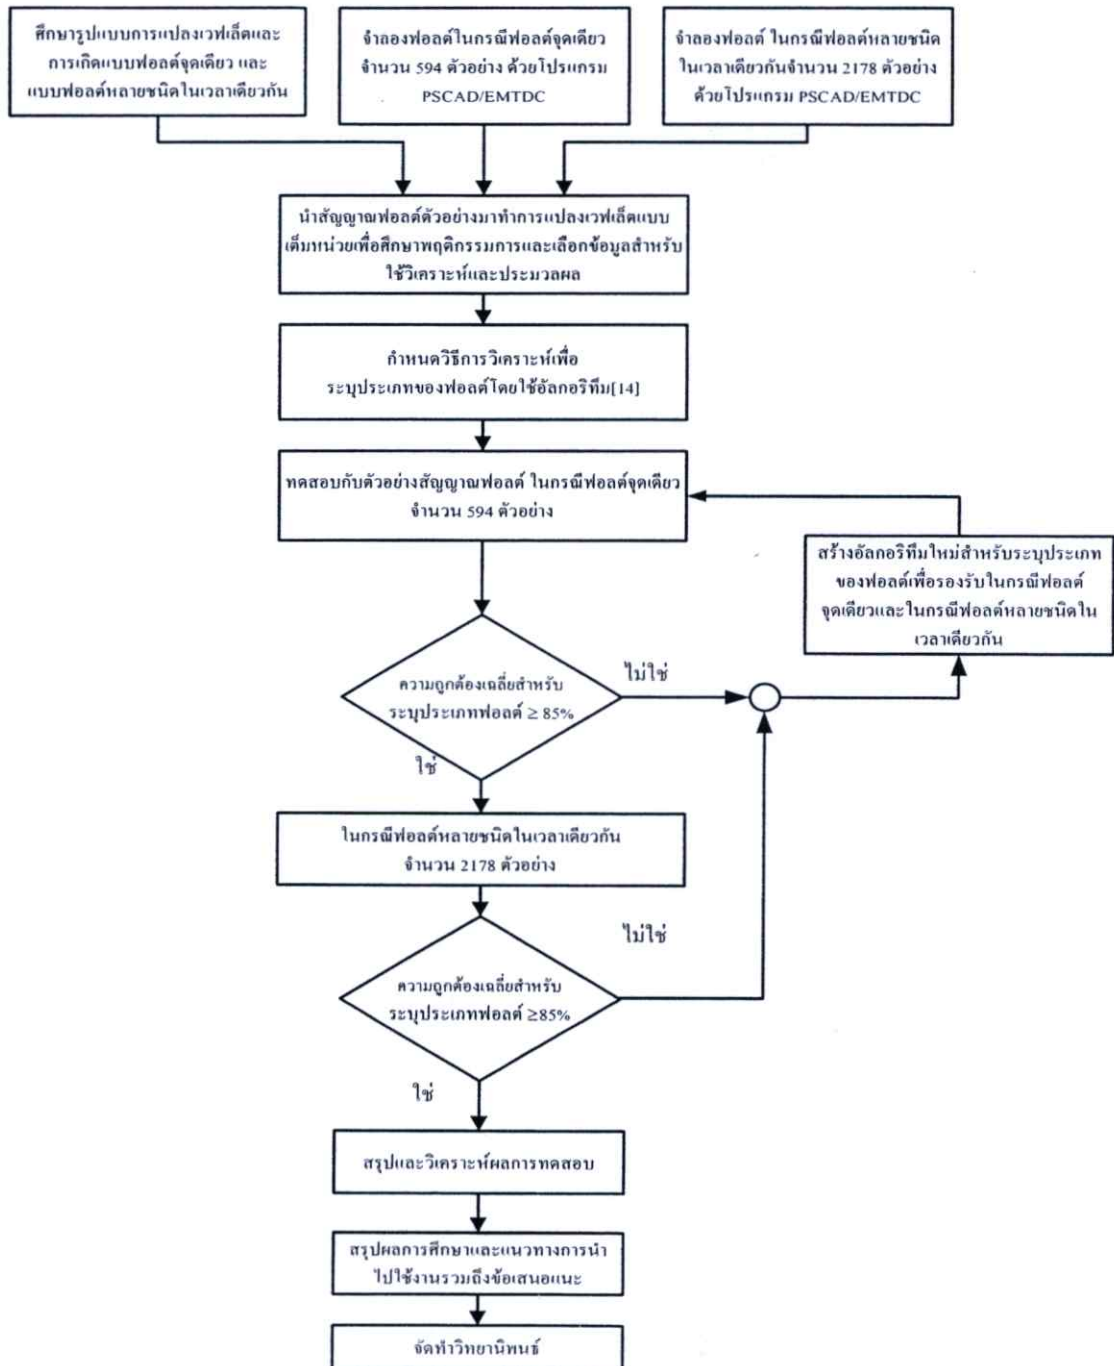 ศึกษารูปแบบการแปลงเวฟเล็ตและ
การเกิดแบบฟอลต์จุดเดียว และ
แบบฟอลต์หลายชนิดในเวลาเดียวกัน
จำลองฟอลต์ในกรณีฟอลต์จุดเดียว
จำนวน 594 ตัวอย่าง ด้วยโปรแกรม
PSCAD/EMTDC
จำลองฟอลต์ ในกรณีฟอลต์หลายชนิด
ในเวลาเดียวกันจำนวน 2178 ตัวอย่าง
ด้วยโปรแกรม PSCAD/EMTDC
นำสัญญาณฟอลต์ตัวอย่างมาทำการแปลงเวฟเล็ตแบบ
เต็มหน่วยเพื่อศึกษาพฤติกรรมการและเลือกข้อมูลสำหรับ
ใช้วิเคราะห์และประมวลผล
กำหนดวิธีการวิเคราะห์เพื่อ
ระบุประเภทของฟอลต์โดยใช้อัลกอริทึม[14]
ทดสอบกับตัวอย่างสัญญาณฟอลต์ ในกรณีฟอลต์จุดเดียว
จำนวน 594 ตัวอย่าง
สร้างอัลกอริทึมใหม่สำหรับระบุประเภท
ของฟอลต์เพื่อรองรับในกรณีฟอลต์
จุดเดียวและในกรณีฟอลต์หลายชนิดใน
เวลาเดียวกัน
ความถูกต้องเฉลี่ยสำหรับ
ระบุประเภทฟอลต์ ≥ 85%
ไม่ใช่
ใช่
ในกรณีฟอลต์หลายชนิดในเวลาเดียวกัน
จำนวน 2178 ตัวอย่าง
ความถูกต้องเฉลี่ยสำหรับ
ระบุประเภทฟอลต์ ≥85%
ไม่ใช่
ใช่
สรุปและวิเคราะห์ผลการทดสอบ
สรุปผลการศึกษาและแนวทางการนำ
ไปใช้งานรวมถึงข้อเสนอแนะ
จัดทำวิทยานิพนธ์